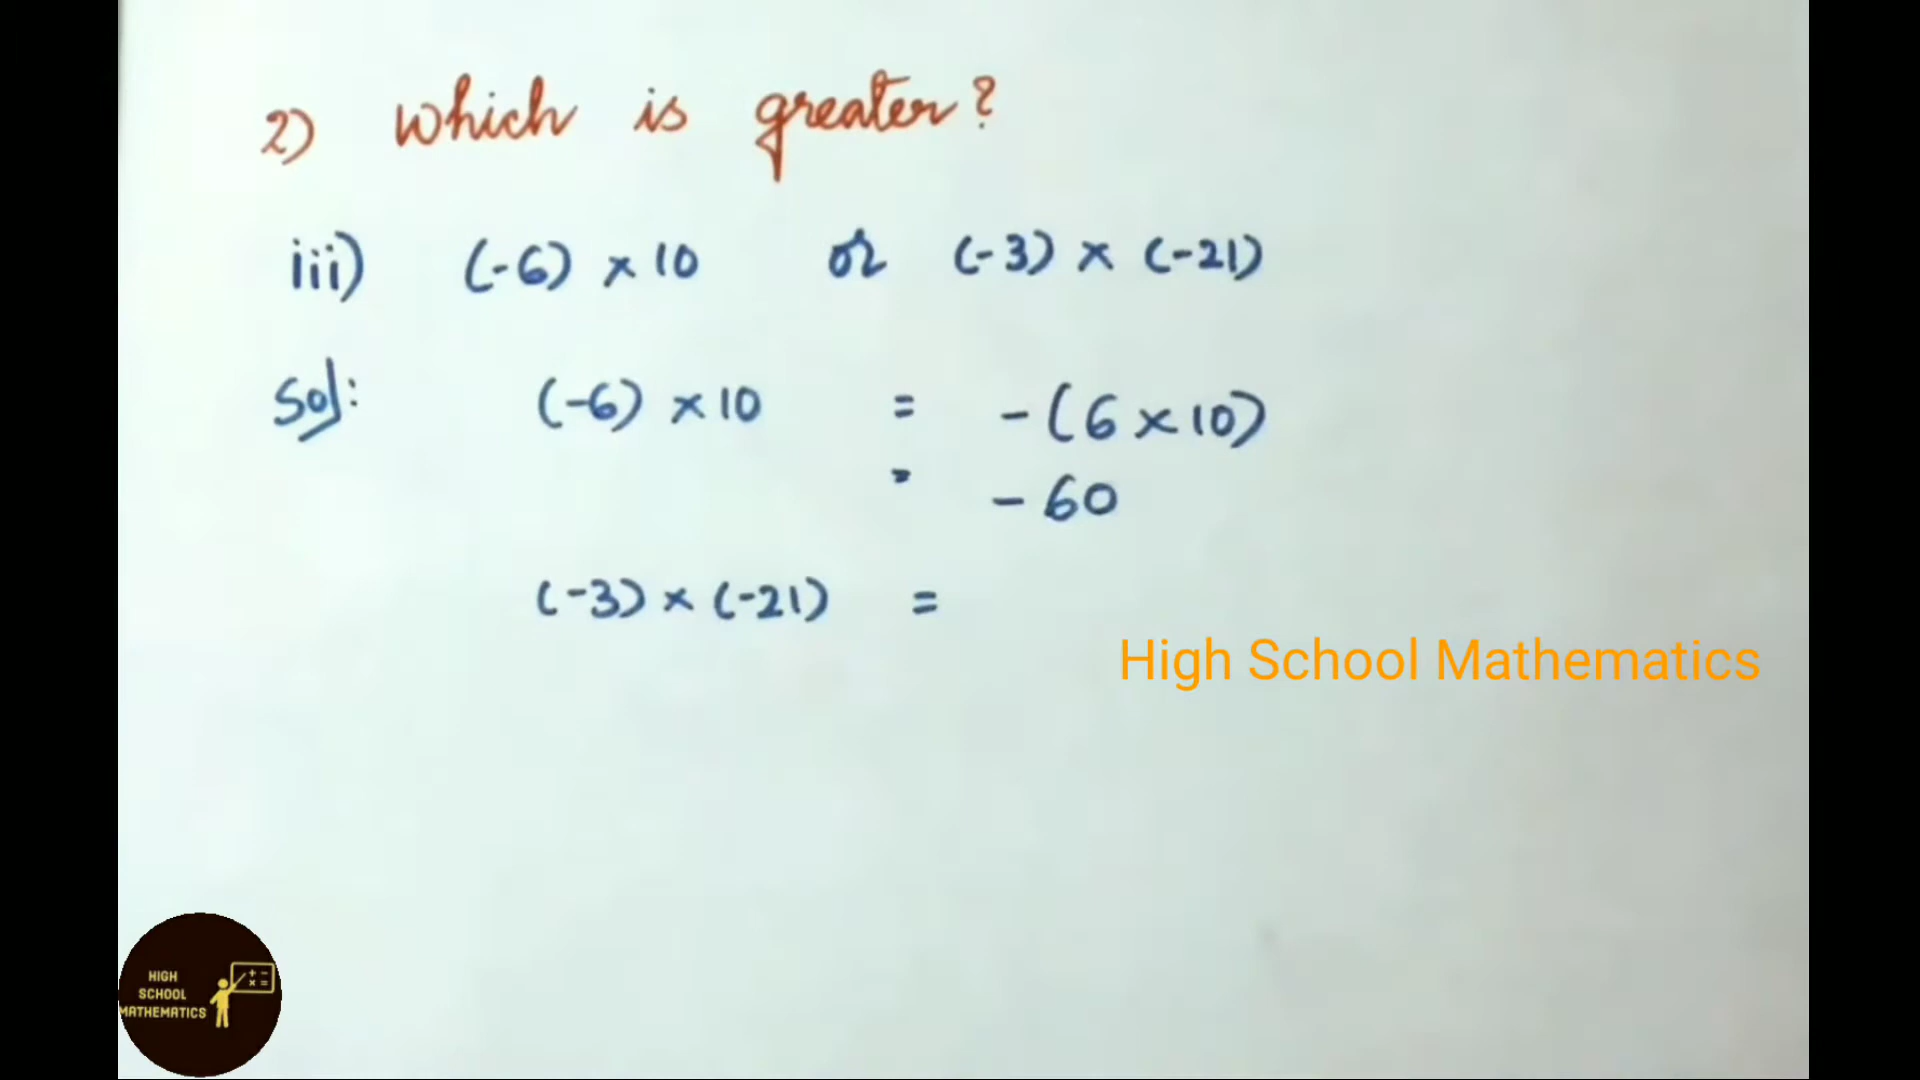 2) Which is greater?
iii) (-6) × 10 or (-3) × (-21)
Sol: (-6) × 10 = -(6 × 10)
= -60
(-3) × (-21) =
High School Mathematics
HIGH
SCHOOL
MATHEMATICS
+ -
× =